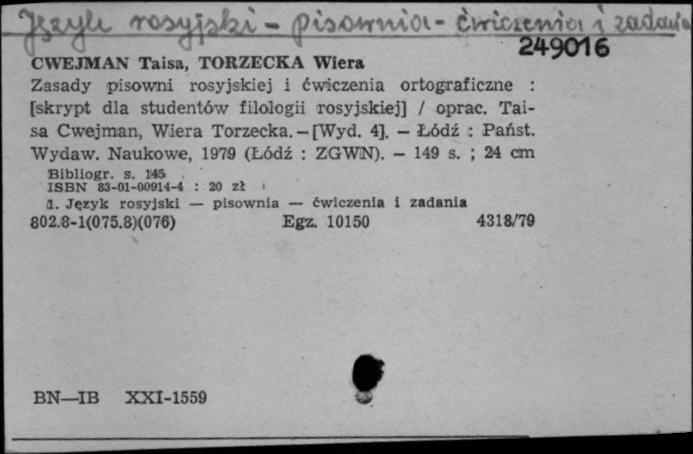 Język rosyjski - pisownia - ćwiczenia i zadania
249016
CWEJMAN Taisa, TORZECKA Wiera
Zasady pisowni rosyjskiej i ćwiczenia ortograficzne :
[skrypt dla studentów filologii rosyjskiej] / oprac. Tai-
sa Cwejman, Wiera Torzecka. — [Wyd. 4]. — Łódź : Państ.
Wydaw. Naukowe, 1979 (Łódź : ZGWN). — 149 s. ; 24 cm
Bibliogr. s. 145
ISBN 83-01-00914-4 : 20 zł
1. Język rosyjski — pisownia — ćwiczenia i zadania
802.8-1(075.8)(076) Egz. 10150 4318/79
BN—IB XXI-1559